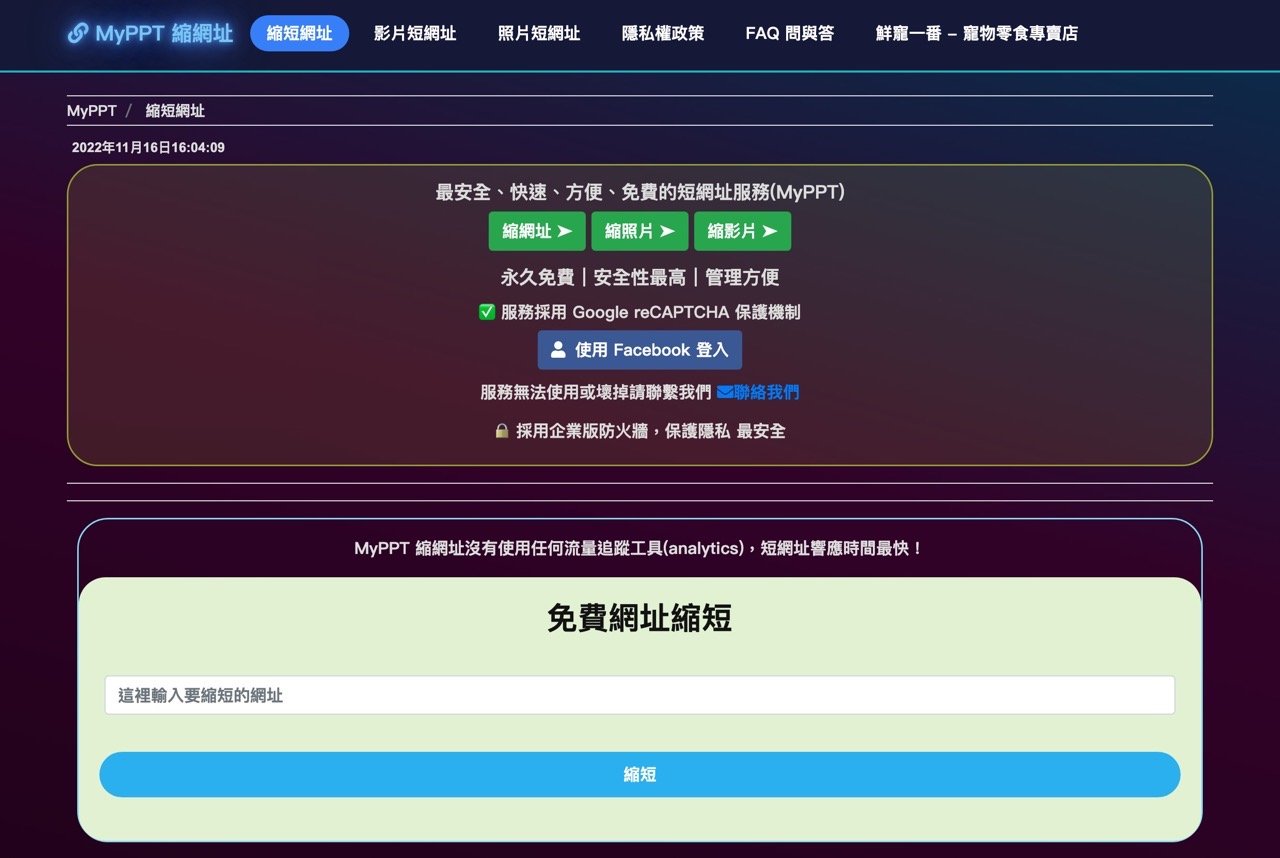 MyPPT 縮網址 縮短網址 影片短網址 照片短網址 隱私權政策 FAQ 問與答 鮮寵一番 – 寵物零食專賣店
MyPPT / 縮短網址
2022年11月16日16:04:09
最安全、快速、方便、免費的短網址服務(MyPPT)
縮網址 ➤ 縮照片 ➤ 縮影片 ➤
永久免費｜安全性最高｜管理方便
✅ 服務採用 Google reCAPTCHA 保護機制
使用 Facebook 登入
服務無法使用或壞掉請聯繫我們 聯絡我們
🔒 採用企業版防火牆，保護隱私 最安全
MyPPT 縮網址沒有使用任何流量追蹤工具(analytics)，短網址響應時間最快！
免費網址縮短
這裡輸入要縮短的網址
縮短